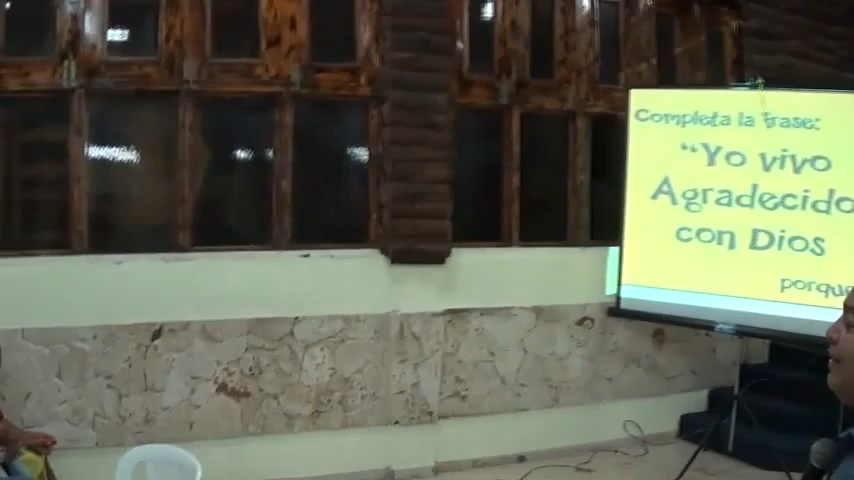 Completa la frase:
"Yo vivo
Agradecido
con Dios
porque